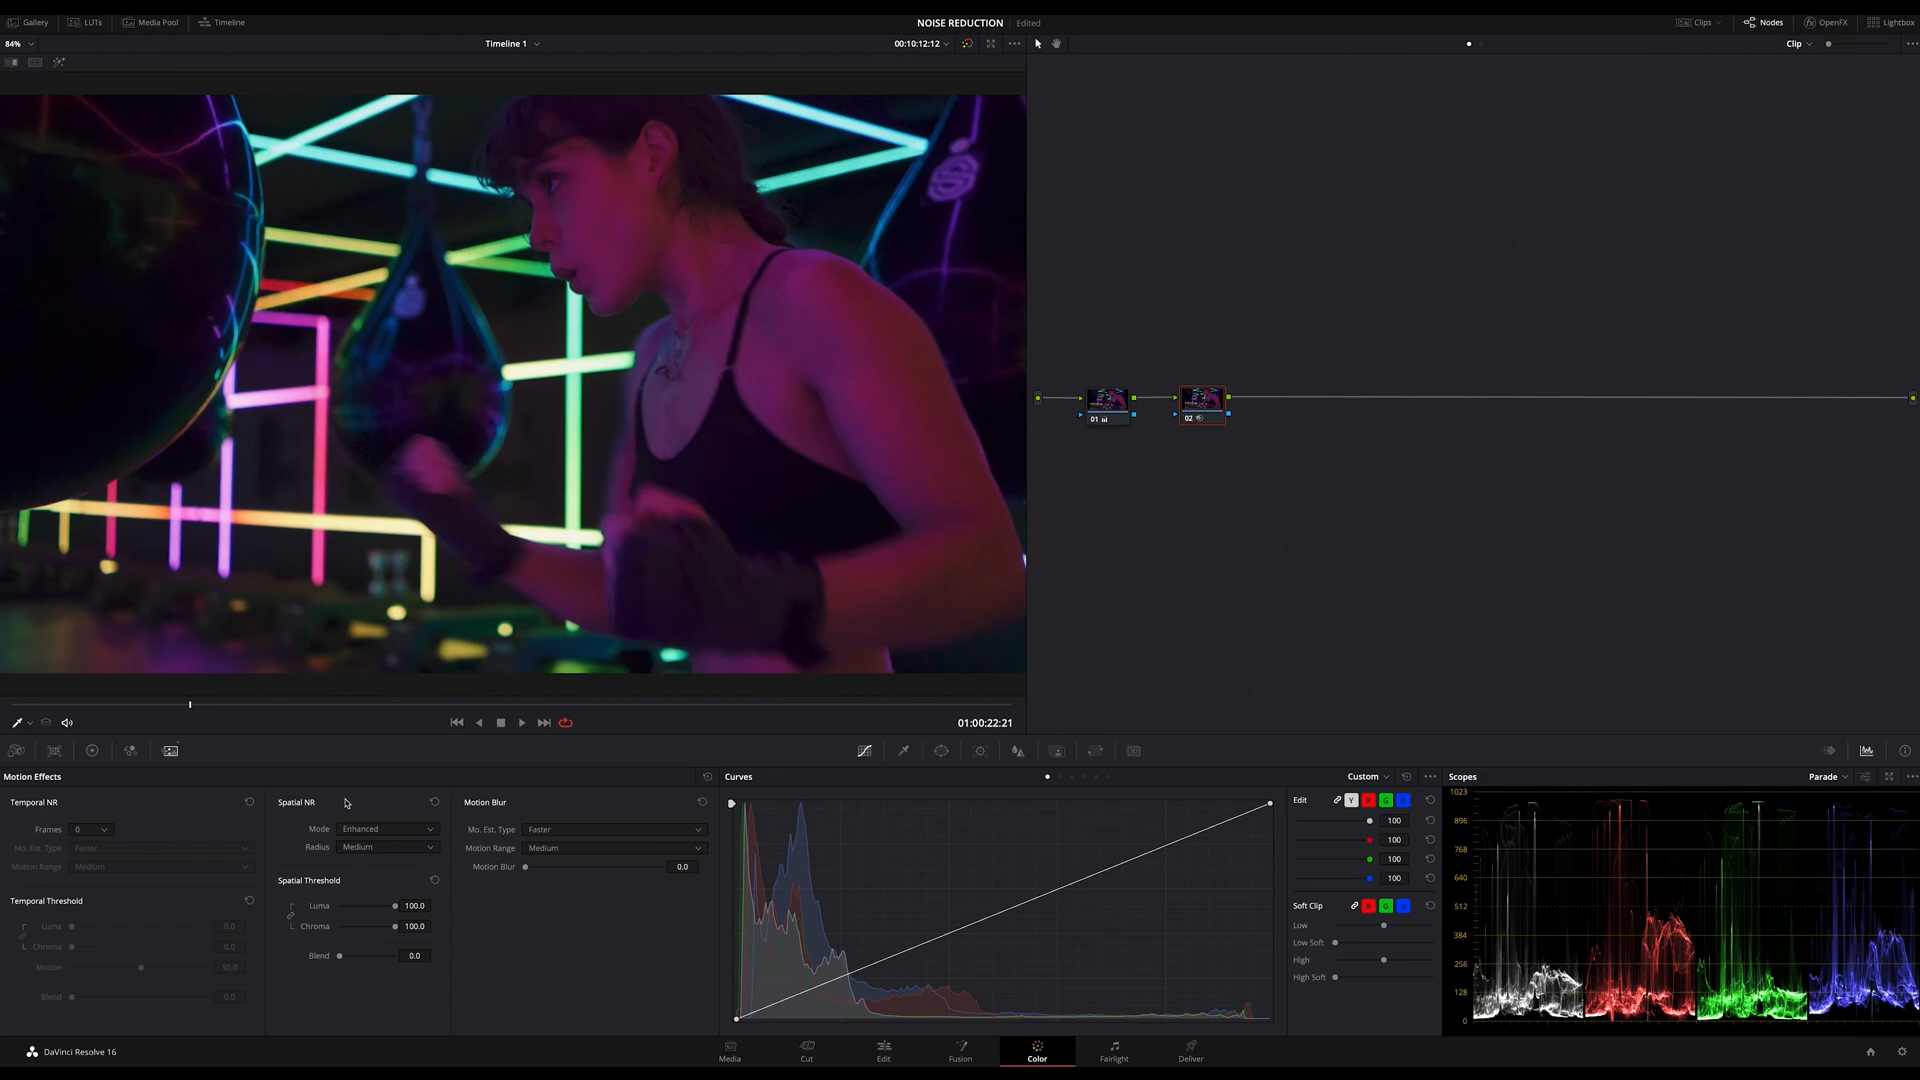 Gallery LUTs Media Pool Timeline NOISE REDUCTION Edited Clips Nodes OpenFX Lightbox
84% Timeline 1 00:10:12:12 Clip
01 02
01:00:22:21
Motion Effects Curves Custom Scopes Parade
Temporal NR Spatial NR Motion Blur Edit Y R G B 1023
Frames 0 Mode Enhanced Mo. Est. Type Faster 100 896
Mo. Est. Type Faster Radius Medium Motion Range Medium 100 768
Motion Range Medium Motion Blur 0.0 100
Spatial Threshold 100 640
Temporal Threshold Luma 100.0 Soft Clip R G B 512
Luma 0.0 Chroma 100.0 Low 384
Chroma 0.0 Low Soft
Blend 0.0 High 256
Motion 50.0 High Soft
Blend 0.0 128
0
DaVinci Resolve 16 Media Cut Edit Fusion Color Fairlight Deliver